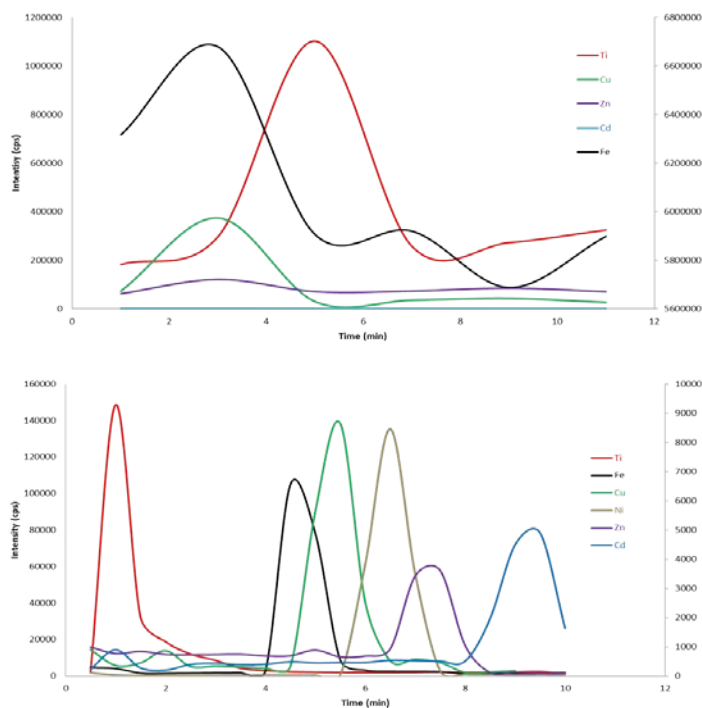 1200000
1000000
800000
600000
400000
200000
0
Intentisy (cps)
6800000
6600000
6400000
6200000
6000000
5800000
5600000
Ti
Cu
Zn
Cd
Fe
0 2 4 6 8 10 12
Time (min)
160000
140000
120000
100000
80000
60000
40000
20000
0
Intensity (cps)
10000
9000
8000
7000
6000
5000
4000
3000
2000
1000
0
Ti
Fe
Cu
Ni
Zn
Cd
0 2 4 6 8 10 12
Time (min)